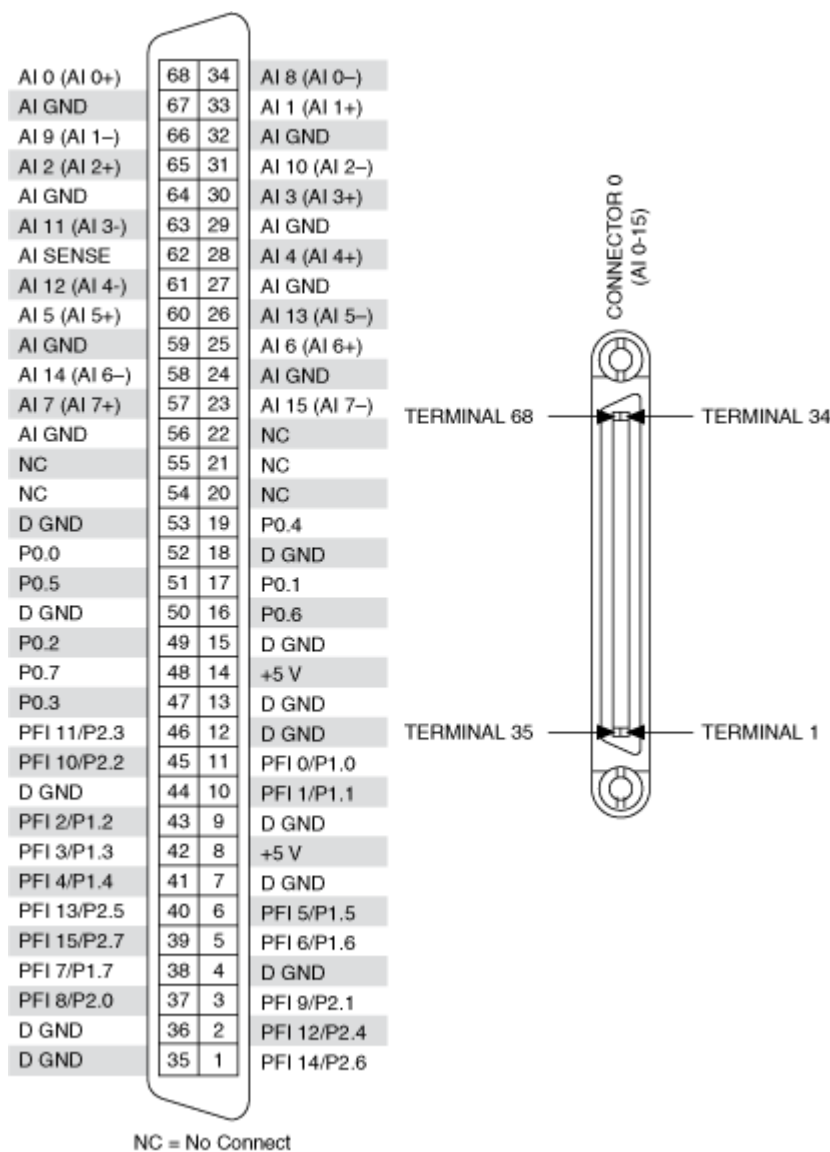 AI 0 (AI 0+) 68 34 AI 8 (AI 0–)
AI GND 67 33 AI 1 (AI 1+)
AI 9 (AI 1–) 66 32 AI GND
AI 2 (AI 2+) 65 31 AI 10 (AI 2–)
AI GND 64 30 AI 3 (AI 3+)
AI 11 (AI 3-) 63 29 AI GND
AI SENSE 62 28 AI 4 (AI 4+)
AI 12 (AI 4-) 61 27 AI GND
AI 5 (AI 5+) 60 26 AI 13 (AI 5–)
AI GND 59 25 AI 6 (AI 6+)
AI 14 (AI 6–) 58 24 AI GND
AI 7 (AI 7+) 57 23 AI 15 (AI 7–)
AI GND 56 22 NC
NC 55 21 NC
NC 54 20 NC
D GND 53 19 P0.4
P0.0 52 18 D GND
P0.5 51 17 P0.1
D GND 50 16 P0.6
P0.2 49 15 D GND
P0.7 48 14 +5 V
P0.3 47 13 D GND
PFI 11/P2.3 46 12 D GND
PFI 10/P2.2 45 11 PFI 0/P1.0
D GND 44 10 PFI 1/P1.1
PFI 2/P1.2 43 9 D GND
PFI 3/P1.3 42 8 +5 V
PFI 4/P1.4 41 7 D GND
PFI 13/P2.5 40 6 PFI 5/P1.5
PFI 15/P2.7 39 5 PFI 6/P1.6
PFI 7/P1.7 38 4 D GND
PFI 8/P2.0 37 3 PFI 9/P2.1
D GND 36 2 PFI 12/P2.4
D GND 35 1 PFI 14/P2.6
NC = No Connect
CONNECTOR 0
(AI 0-15)
TERMINAL 68 TERMINAL 34
TERMINAL 35 TERMINAL 1